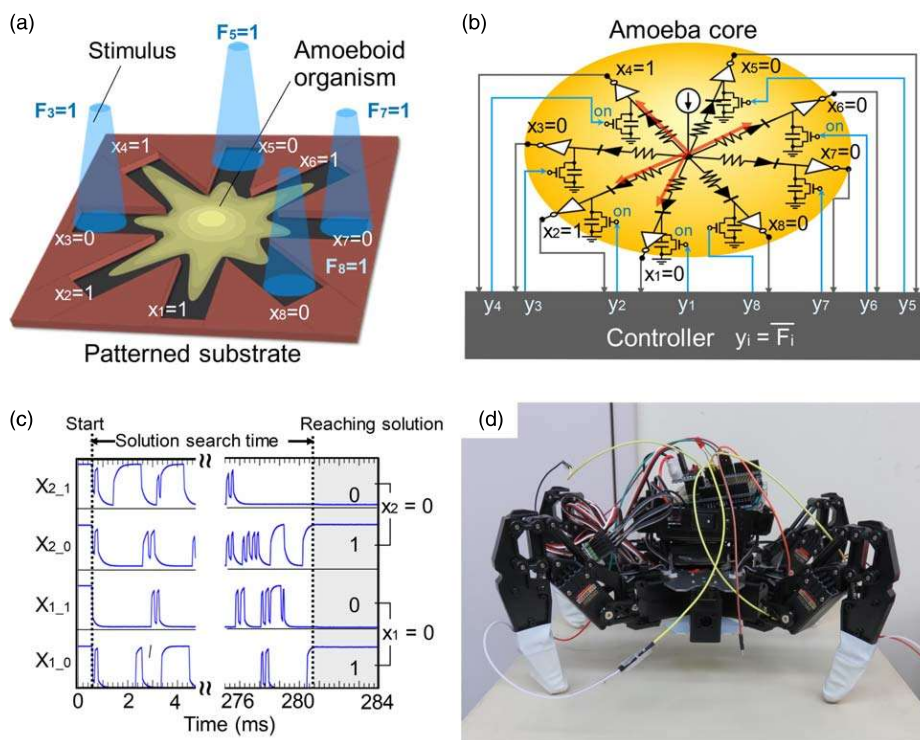 (a)
Stimulus
F5=1
Amoeboid
organism
F3=1
F7=1
x4=1
x5=0
x6=1
x3=0
x7=0
x2=1
F8=1
x1=1
x8=0
Patterned substrate
(b)
Amoeba core
x5=0
x4=1
x6=0
on
on
x3=0
x7=0
x2=1
on
on
x8=0
x1=0
y4 y3 y2 y1 y8 y7 y6 y5
Controller yi = F̅i
(c)
Start
Reaching solution
Solution search time
X2_1
0
x2 = 0
X2_0
1
X1_1
0
x1 = 0
X1_0
1
0 2 4 276 280 284
Time (ms)
(d)